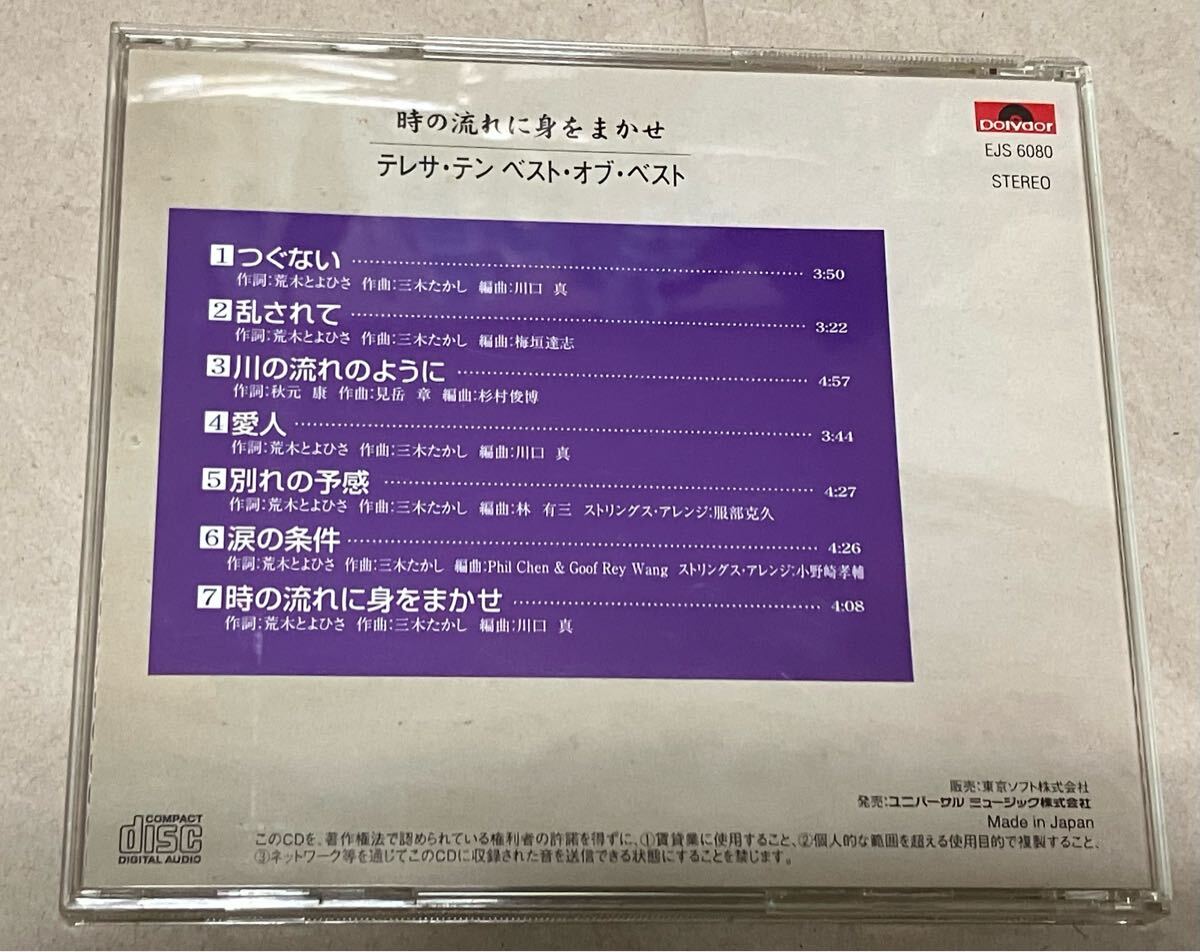 時の流れに身をまかせ
テレサ・テン ベスト・オブ・ベスト
Polydor
EJS 6080
STEREO
1 つぐない 3:50
作詞:荒木とよひさ 作曲:三木たかし 編曲:川口 真
2 乱されて 3:22
作詞:荒木とよひさ 作曲:三木たかし 編曲:梅垣達志
3 川の流れのように 4:57
作詞:秋元 康 作曲:見岳 章 編曲:杉村俊博
4 愛人 3:44
作詞:荒木とよひさ 作曲:三木たかし 編曲:川口 真
5 別れの予感 4:27
作詞:荒木とよひさ 作曲:三木たかし 編曲:林 有三 ストリングス・アレンジ:服部克久
6 涙の条件 4:26
作詞:荒木とよひさ 作曲:三木たかし 編曲:Phil Chen & Goof Rey Wang ストリングス・アレンジ:小野崎孝輔
7 時の流れに身をまかせ 4:08
作詞:荒木とよひさ 作曲:三木たかし 編曲:川口 真
販売:東京ソフト株式会社
発売:ユニバーサル ミュージック株式会社
Made in Japan
COMPACT
disc
DIGITAL AUDIO
このCDを、著作権法で認められている権利者の許諾を得ずに、①賃貸業に使用すること、②個人的な範囲を超える使用目的で複製すること、
③ネットワーク等を通じてこのCDに収録された音を送信できる状態にすることを禁じます。